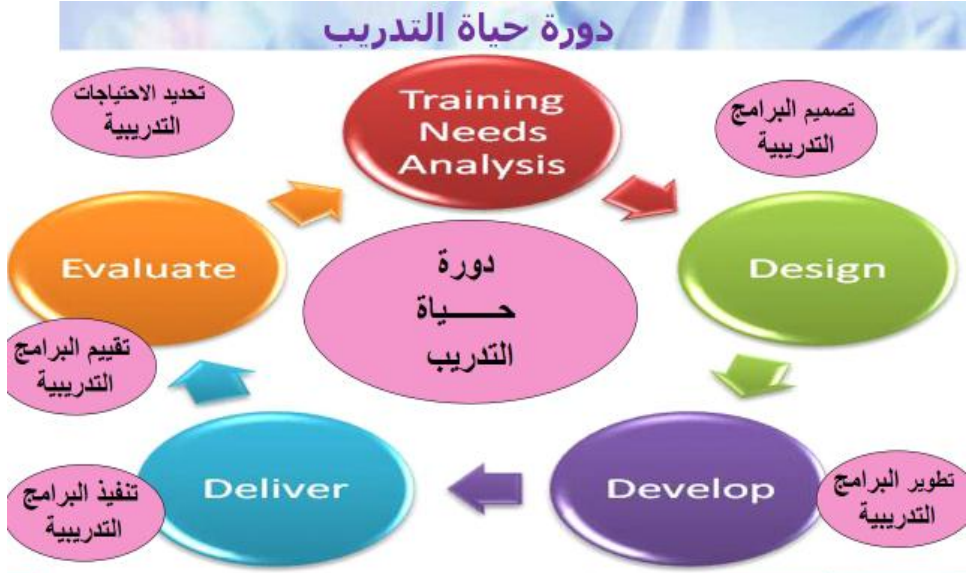 دورة حياة التدريب
تحديد الاحتياجات
التدريبية
Training
Needs
Analysis
تصميم البرامج
التدريبية
Evaluate
دورة
حـــــياة
التدريب
Design
تقييم البرامج
التدريبية
Deliver
تنفيذ البرامج
التدريبية
Develop
تطوير البرامج
التدريبية